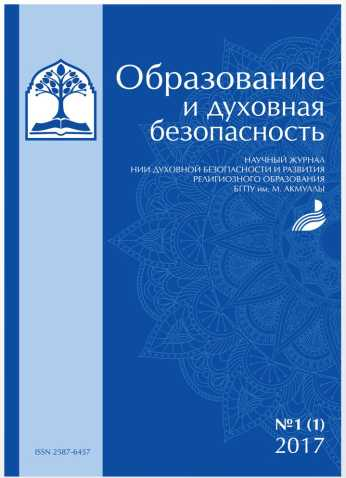 Образование
и духовная
безопасность
НАУЧНЫЙ ЖУРНАЛ
НИИ ДУХОВНОЙ БЕЗОПАСНОСТИ И РАЗВИТИЯ
РЕЛИГИОЗНОГО ОБРАЗОВАНИЯ
БГПУ им. М. АКМУЛЛЫ
№1 (1)
2017
ISSN 2587-6457